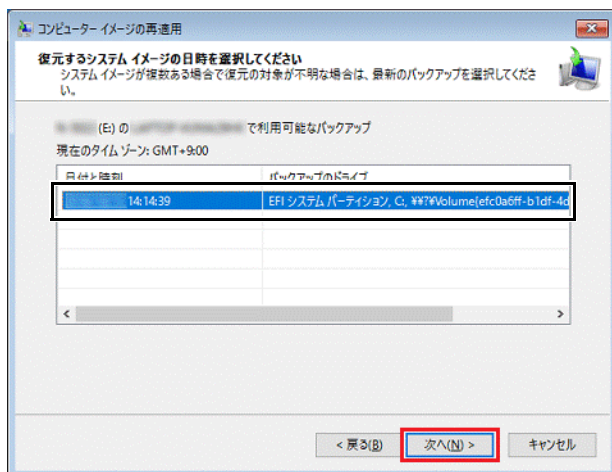 コンピューター イメージの再適用
復元するシステム イメージの日時を選択してください
システム イメージが複数ある場合で復元の対象が不明な場合は、最新のバックアップを選択してくださ
い。
(E:) の で利用可能なバックアップ
現在のタイム ゾーン: GMT+9:00
日付と時刻 バックアップのドライブ
14:14:39 EFI システム パーティション, C:, ¥¥?¥Volume{efc0a6ff-b1df-4d
< 戻る(B) 次へ(N) > キャンセル